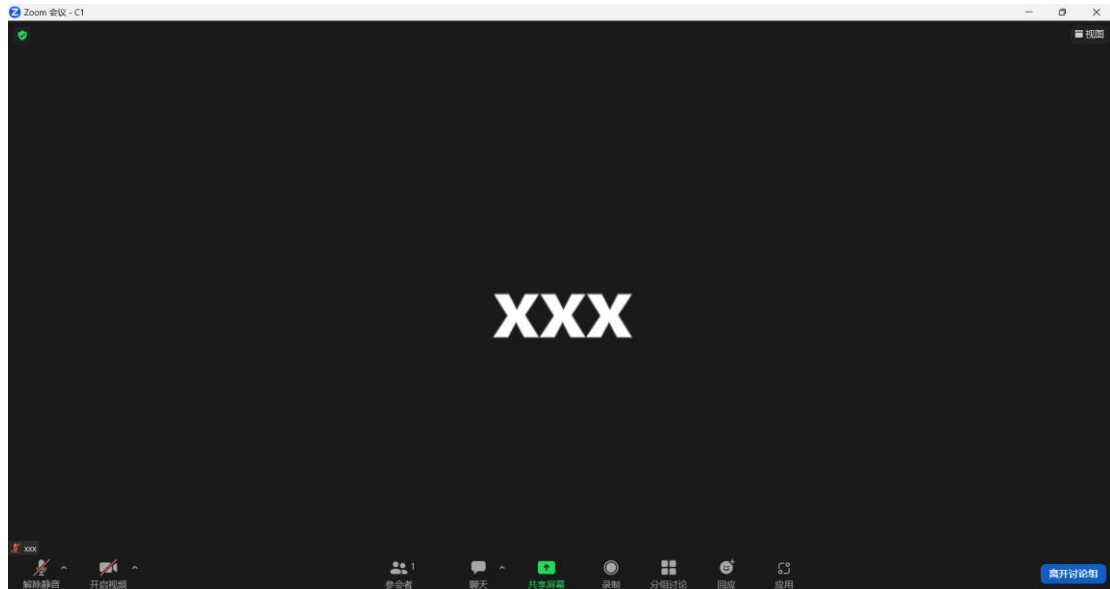 Zoom 会议 - C1
视图
xxx
xxx
解除静音
开启视频
参会者
1
聊天
共享屏幕
录制
分组讨论
回应
应用
离开讨论组